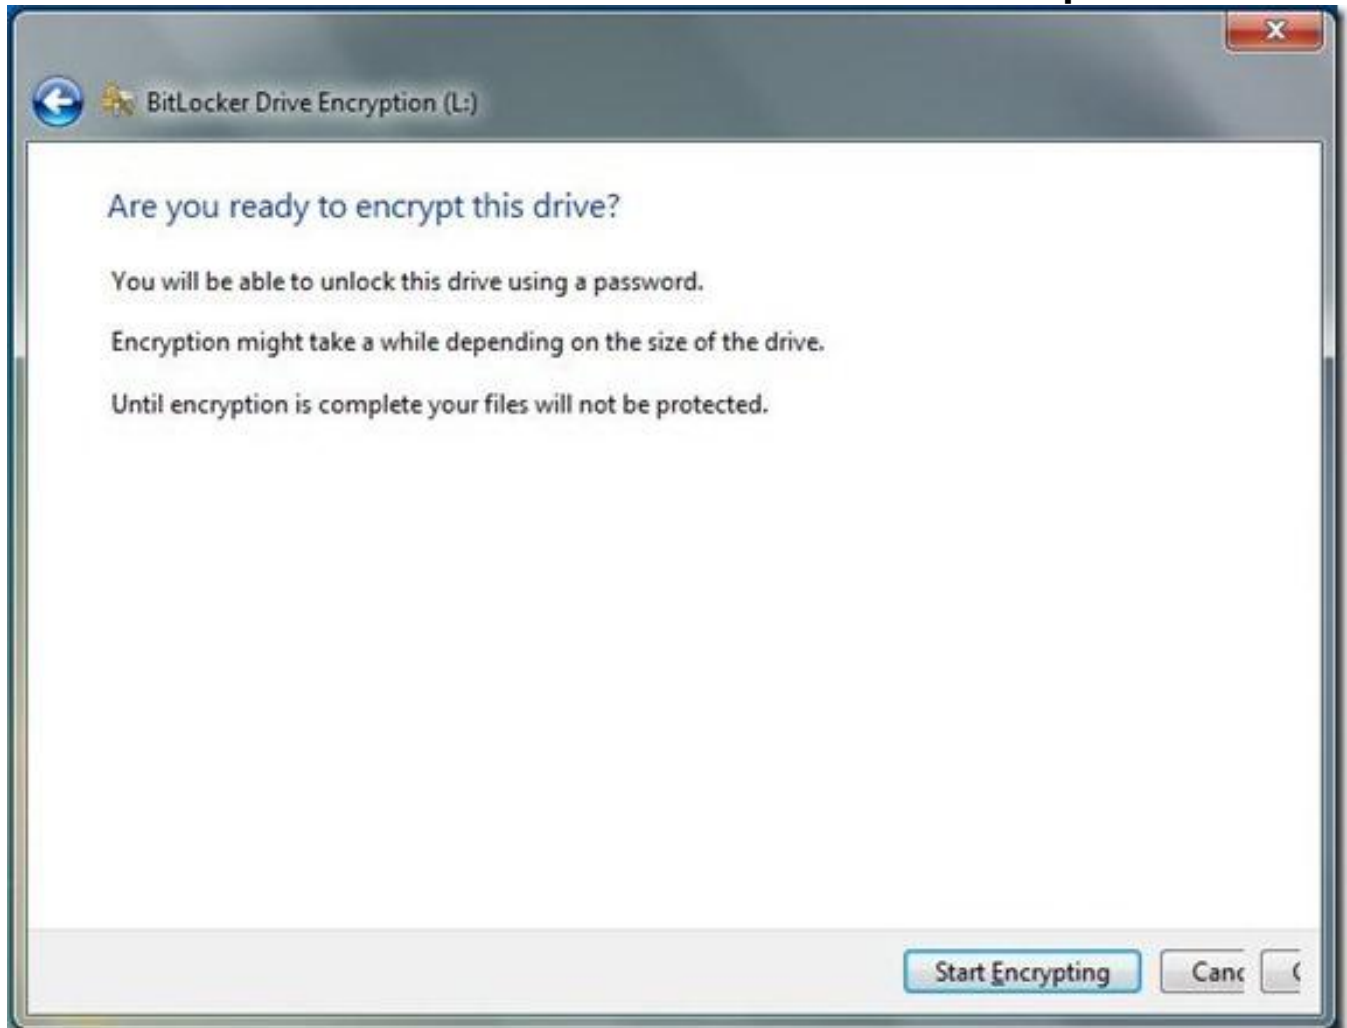 BitLocker Drive Encryption (L:)
Are you ready to encrypt this drive?
You will be able to unlock this drive using a password.
Encryption might take a while depending on the size of the drive.
Until encryption is complete your files will not be protected.
Start Encrypting
Canc